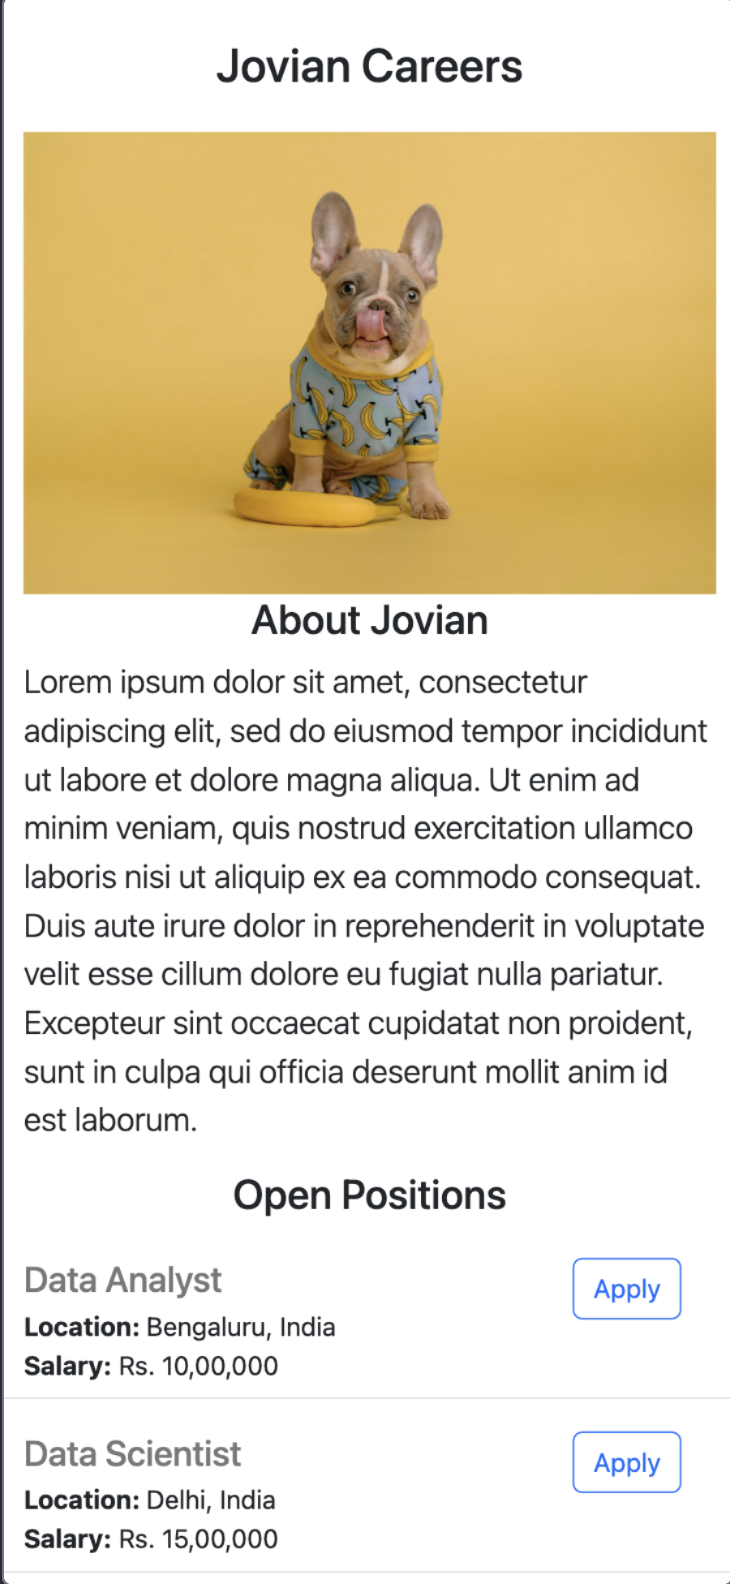 Jovian Careers
About Jovian
Lorem ipsum dolor sit amet, consectetur
adipiscing elit, sed do eiusmod tempor incididunt
ut labore et dolore magna aliqua. Ut enim ad
minim veniam, quis nostrud exercitation ullamco
laboris nisi ut aliquip ex ea commodo consequat.
Duis aute irure dolor in reprehenderit in voluptate
velit esse cillum dolore eu fugiat nulla pariatur.
Excepteur sint occaecat cupidatat non proident,
sunt in culpa qui officia deserunt mollit anim id
est laborum.
Open Positions
Data Analyst
Apply
Location: Bengaluru, India
Salary: Rs. 10,00,000
Data Scientist
Apply
Location: Delhi, India
Salary: Rs. 15,00,000